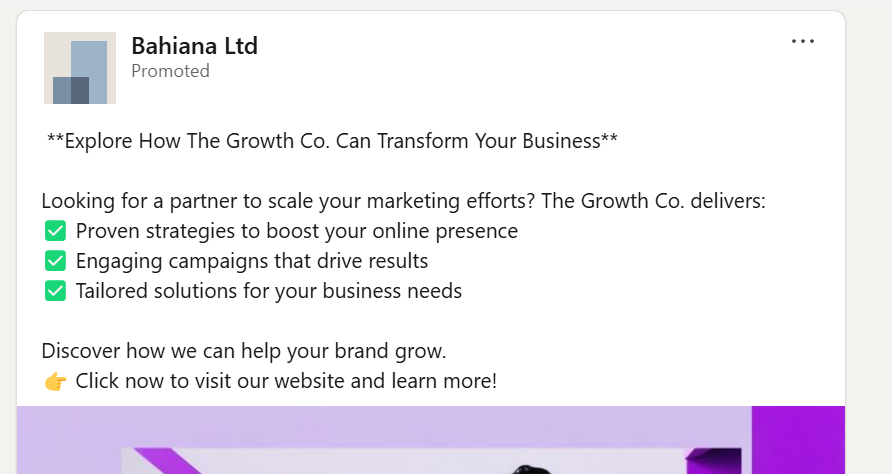 Bahiana Ltd
Promoted
**Explore How The Growth Co. Can Transform Your Business**
Looking for a partner to scale your marketing efforts? The Growth Co. delivers:
✅ Proven strategies to boost your online presence
✅ Engaging campaigns that drive results
✅ Tailored solutions for your business needs
Discover how we can help your brand grow.
👉 Click now to visit our website and learn more!